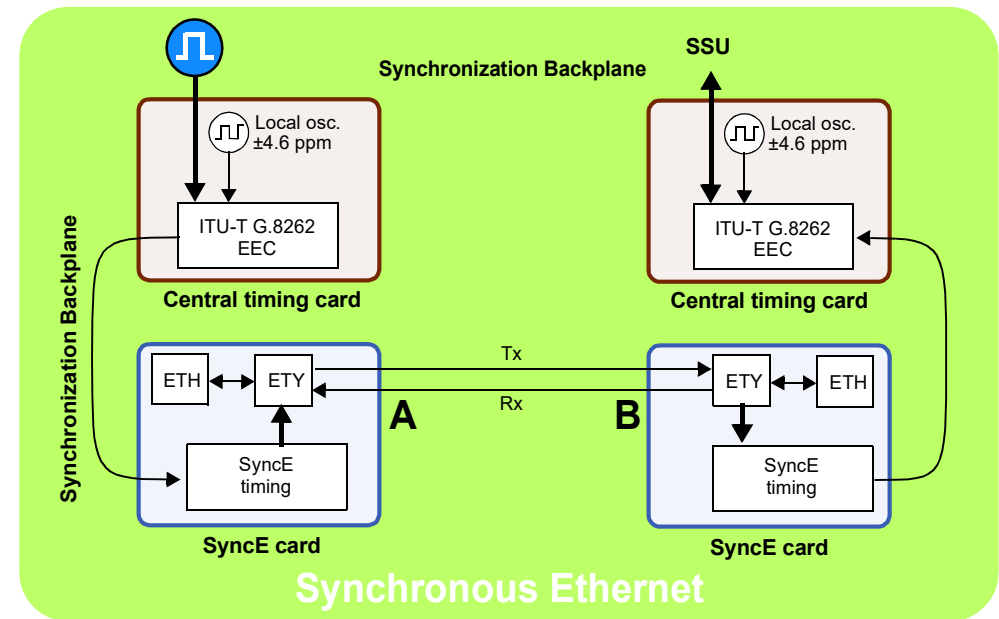 SSU
Synchronization Backplane
Local osc.
±4.6 ppm
ITU-T G.8262
EEC
Central timing card
Local osc.
±4.6 ppm
ITU-T G.8262
EEC
Central timing card
Synchronization Backplane
ETH
ETY
SyncE
timing
SyncE card
A
Tx
Rx
B
ETY
ETH
SyncE
timing
SyncE card
Synchronous Ethernet